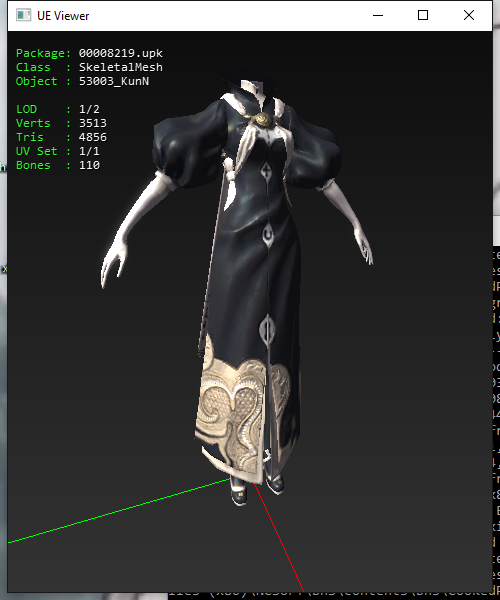 UE Viewer
Package: 00008219.upk
Class : SkeletalMesh
Object : 53003_KunN
LOD : 1/2
Verts : 3513
Tris : 4856
UV Set : 1/1
Bones : 110